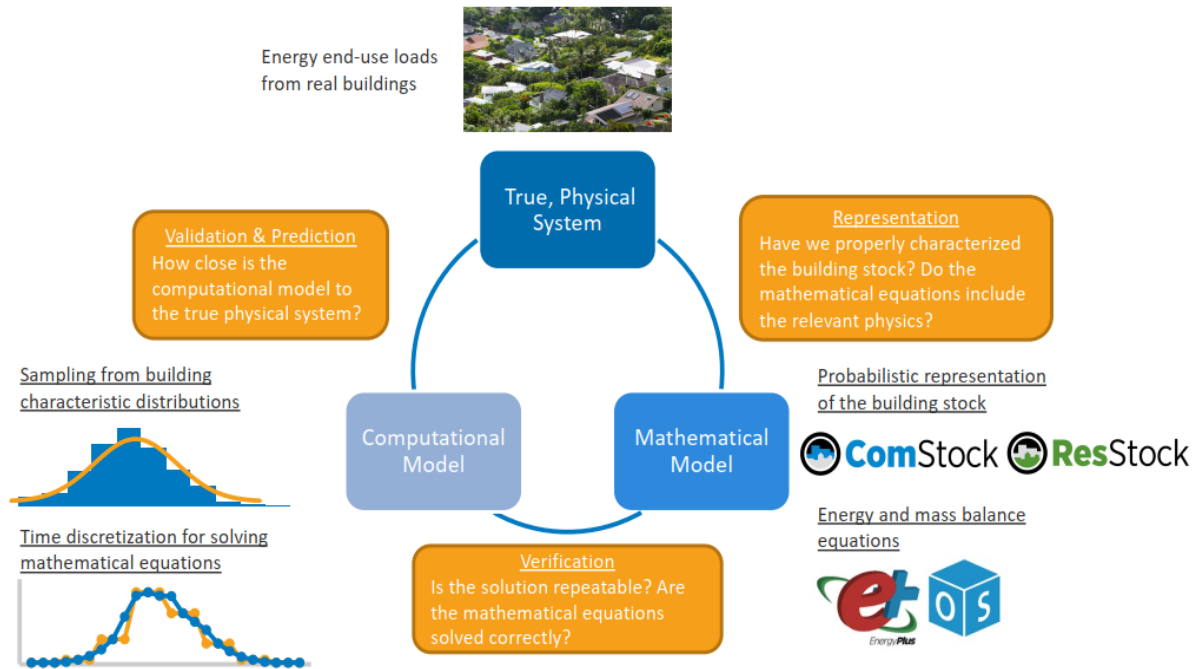 Energy end-use loads
from real buildings
True, Physical
System
Validation & Prediction
How close is the
computational model to
the true physical system?
Representation
Have we properly characterized
the building stock? Do the
mathematical equations include
the relevant physics?
Sampling from building
characteristic distributions
Computational
Model
Mathematical
Model
Probabilistic representation
of the building stock
ComStock
ResStock
Time discretization for solving
mathematical equations
Verification
Is the solution repeatable? Are
the mathematical equations
solved correctly?
Energy and mass balance
equations
e+
EnergyPlus
OS